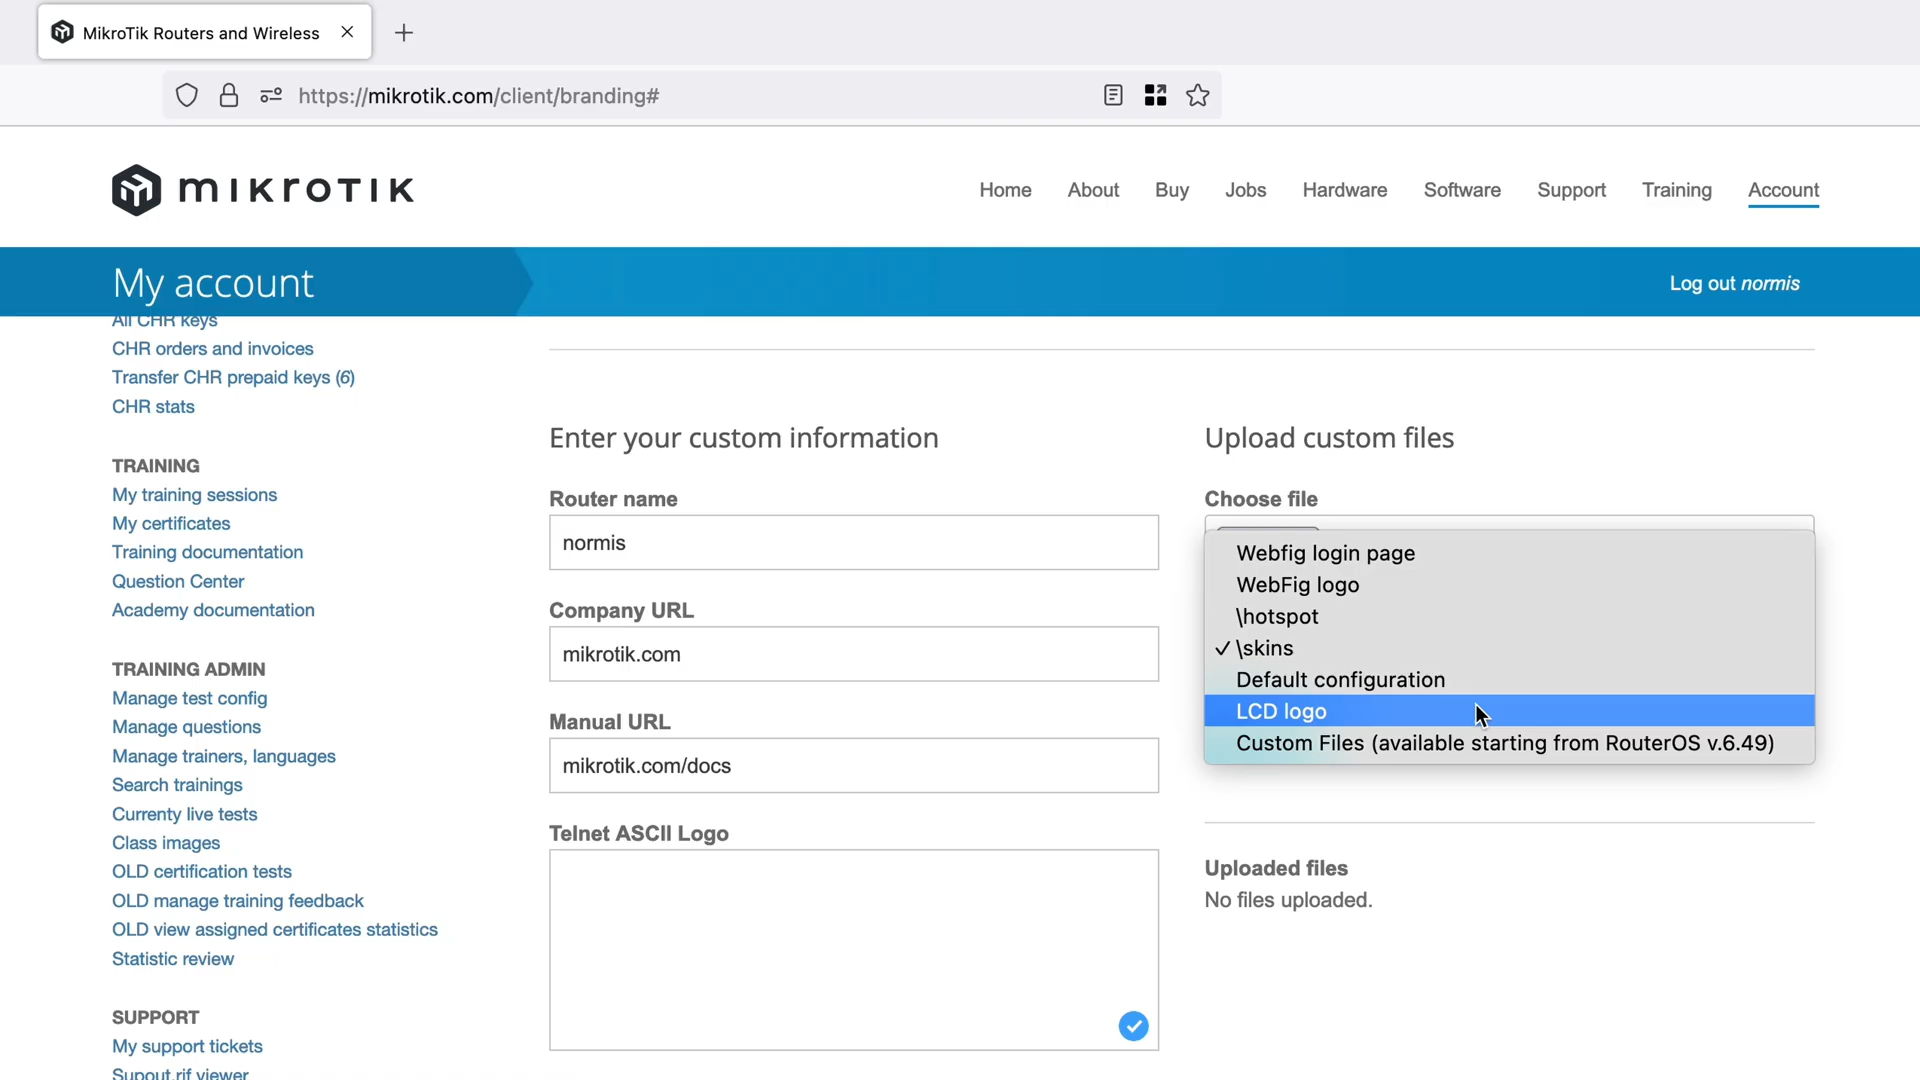 MikroTik Routers and Wireless
https://mikrotik.com/client/branding#
mikrotik
Home About Buy Jobs Hardware Software Support Training Account
My account
Log out normis
All CHR keys
CHR orders and invoices
Transfer CHR prepaid keys (6)
CHR stats
TRAINING
My training sessions
My certificates
Training documentation
Question Center
Academy documentation
TRAINING ADMIN
Manage test config
Manage questions
Manage trainers, languages
Search trainings
Currenty live tests
Class images
OLD certification tests
OLD manage training feedback
OLD view assigned certificates statistics
Statistic review
SUPPORT
My support tickets
Supout.rif viewer
Enter your custom information
Router name
normis
Company URL
mikrotik.com
Manual URL
mikrotik.com/docs
Telnet ASCII Logo
Upload custom files
Choose file
Webfig login page
WebFig logo
\hotspot
✓ \skins
Default configuration
LCD logo
Custom Files (available starting from RouterOS v.6.49)
Uploaded files
No files uploaded.